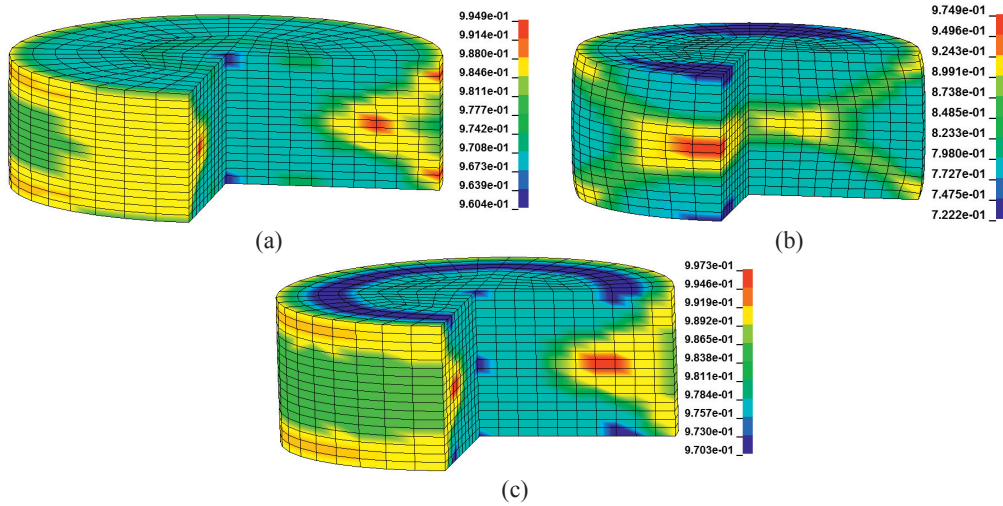 9.949e-01
9.914e-01
9.880e-01
9.846e-01
9.811e-01
9.777e-01
9.742e-01
9.708e-01
9.673e-01
9.639e-01
9.604e-01
(a)
9.749e-01
9.496e-01
9.243e-01
8.991e-01
8.738e-01
8.485e-01
8.233e-01
7.980e-01
7.727e-01
7.475e-01
7.222e-01
(b)
9.973e-01
9.946e-01
9.919e-01
9.892e-01
9.865e-01
9.838e-01
9.811e-01
9.784e-01
9.757e-01
9.730e-01
9.703e-01
(c)